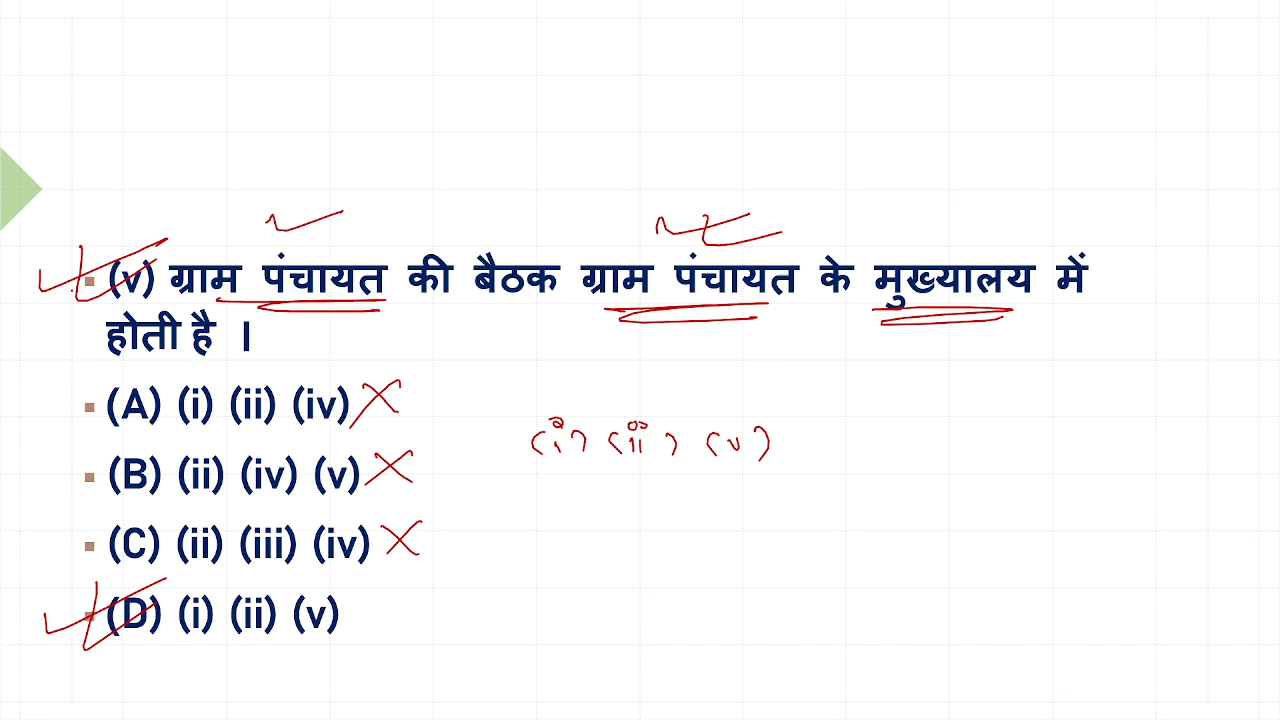 (v) ग्राम पंचायत की बैठक ग्राम पंचायत के मुख्यालय में
होती है ।
(A) (i) (ii) (iv)
(i) (ii) (v)
(B) (ii) (iv) (v)
(C) (ii) (iii) (iv)
(D) (i) (ii) (v)